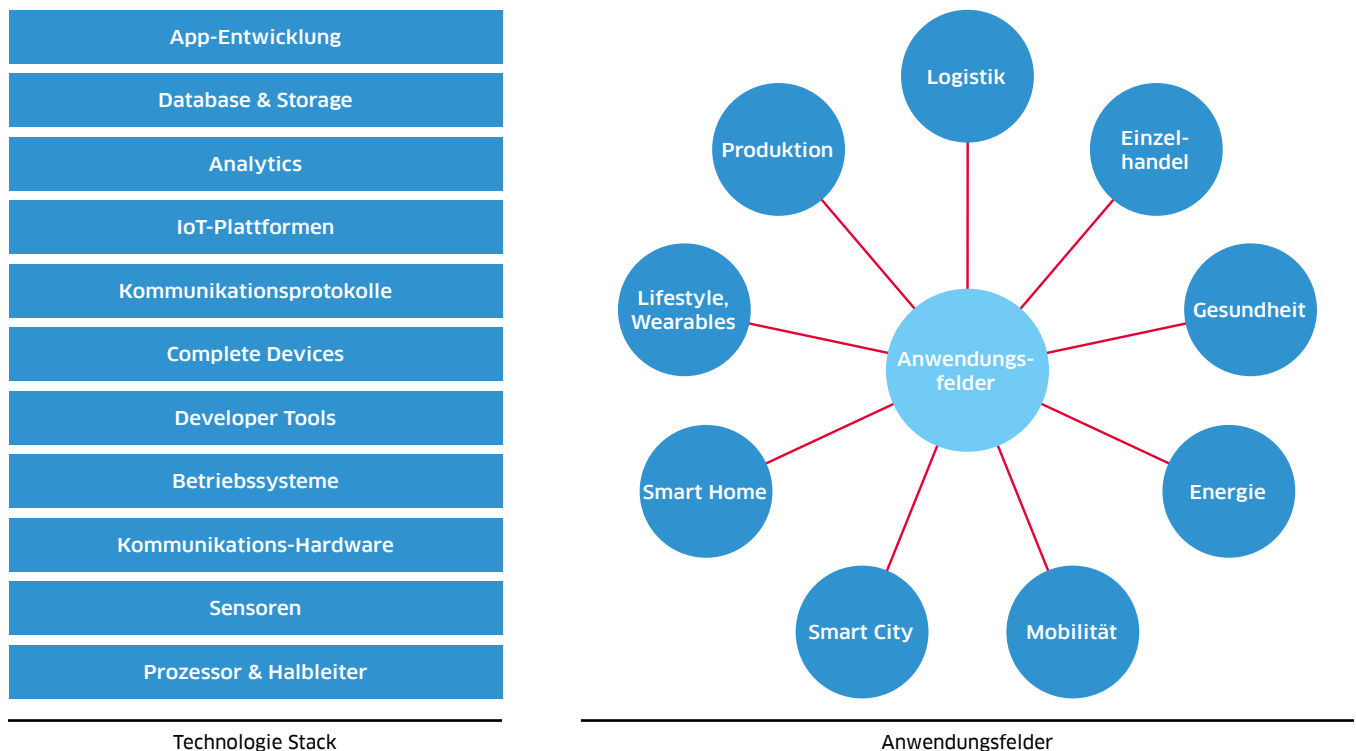 App-Entwicklung
Database & Storage
Analytics
IoT-Plattformen
Kommunikationsprotokolle
Complete Devices
Developer Tools
Betriebssysteme
Kommunikations-Hardware
Sensoren
Prozessor & Halbleiter
Technologie Stack
Logistik
Einzel-
handel
Gesundheit
Energie
Mobilität
Smart City
Smart Home
Lifestyle,
Wearables
Produktion
Anwendungs-
felder
Anwendungsfelder